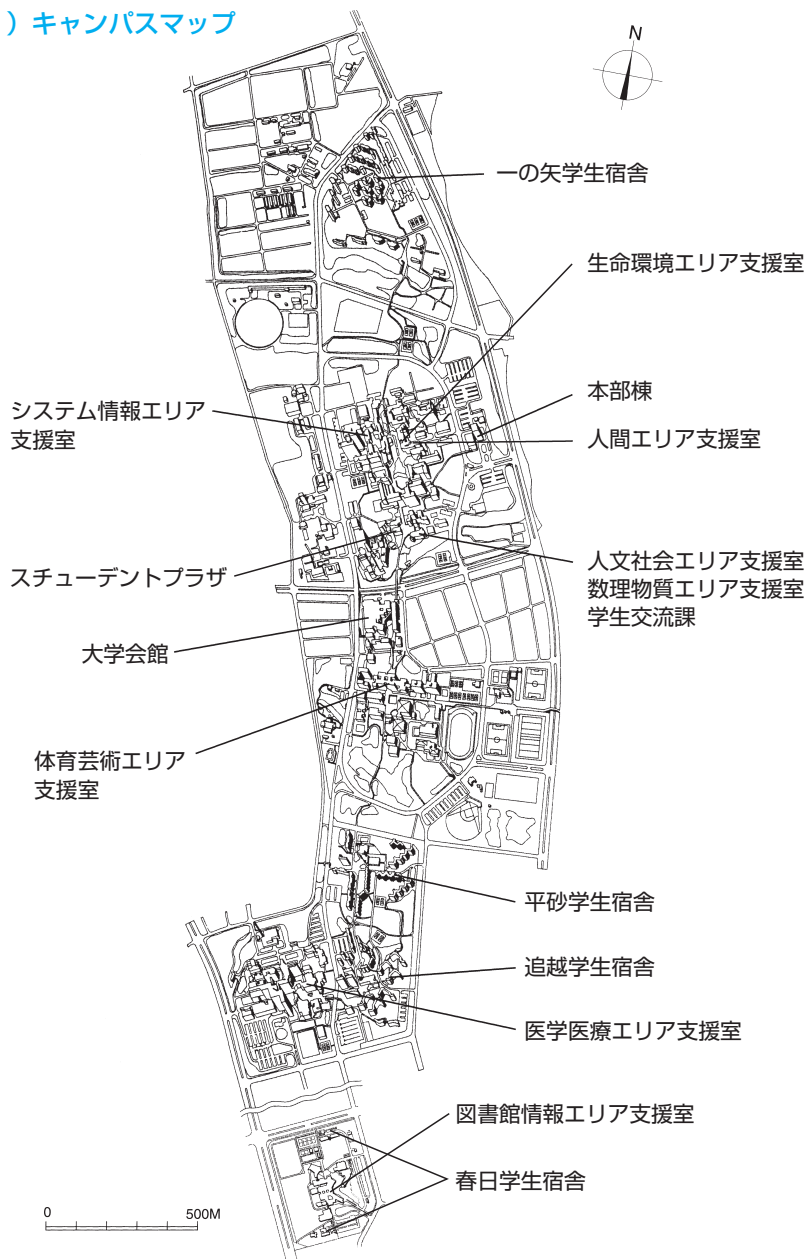 ）キャンパスマップ
N
一の矢学生宿舎
生命環境エリア支援室
本部棟
システム情報エリア
支援室
人間エリア支援室
人文社会エリア支援室
数理物質エリア支援室
学生交流課
スチューデントプラザ
大学会館
体育芸術エリア
支援室
平砂学生宿舎
追越学生宿舎
医学医療エリア支援室
図書館情報エリア支援室
春日学生宿舎
0 500M